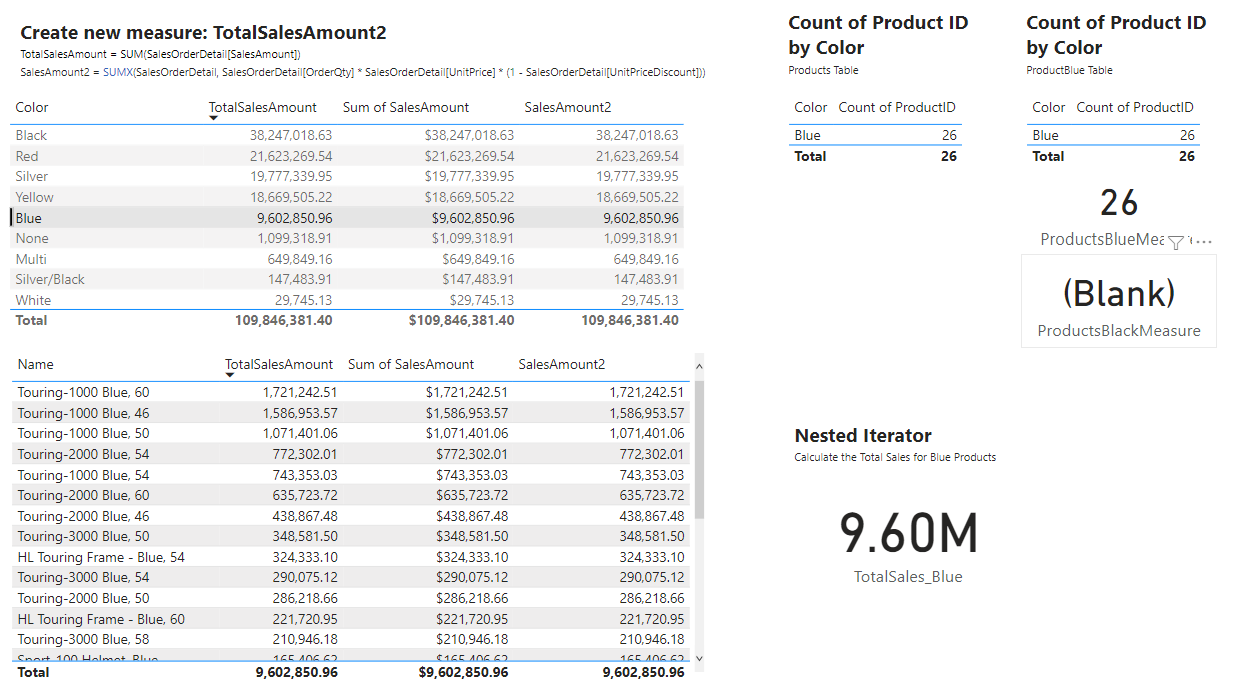 Create new measure: TotalSalesAmount2
TotalSalesAmount = SUM(SalesOrderDetail[SalesAmount])
SalesAmount2 = SUMX(SalesOrderDetail, SalesOrderDetail[OrderQty] * SalesOrderDetail[UnitPrice] * (1 - SalesOrderDetail[UnitPriceDiscount]))
Color TotalSalesAmount Sum of SalesAmount SalesAmount2
Black 38,247,018.63 $38,247,018.63 38,247,018.63
Red 21,623,269.54 $21,623,269.54 21,623,269.54
Silver 19,777,339.95 $19,777,339.95 19,777,339.95
Yellow 18,669,505.22 $18,669,505.22 18,669,505.22
Blue 9,602,850.96 $9,602,850.96 9,602,850.96
None 1,099,318.91 $1,099,318.91 1,099,318.91
Multi 649,849.16 $649,849.16 649,849.16
Silver/Black 147,483.91 $147,483.91 147,483.91
White 29,745.13 $29,745.13 29,745.13
Total 109,846,381.40 $109,846,381.40 109,846,381.40
Name TotalSalesAmount Sum of SalesAmount SalesAmount2
Touring-1000 Blue, 60 1,721,242.51 $1,721,242.51 1,721,242.51
Touring-1000 Blue, 46 1,586,953.57 $1,586,953.57 1,586,953.57
Touring-1000 Blue, 50 1,071,401.06 $1,071,401.06 1,071,401.06
Touring-2000 Blue, 54 772,302.01 $772,302.01 772,302.01
Touring-1000 Blue, 54 743,353.03 $743,353.03 743,353.03
Touring-2000 Blue, 60 635,723.72 $635,723.72 635,723.72
Touring-2000 Blue, 46 438,867.48 $438,867.48 438,867.48
Touring-3000 Blue, 50 348,581.50 $348,581.50 348,581.50
HL Touring Frame - Blue, 54 324,333.10 $324,333.10 324,333.10
Touring-3000 Blue, 54 290,075.12 $290,075.12 290,075.12
Touring-2000 Blue, 50 286,218.66 $286,218.66 286,218.66
HL Touring Frame - Blue, 60 221,720.95 $221,720.95 221,720.95
Touring-3000 Blue, 58 210,946.18 $210,946.18 210,946.18
Sport-100 Helmet, Blue 165,406.62 $165,406.62 165,406.62
Total 9,602,850.96 $9,602,850.96 9,602,850.96
Count of Product ID
by Color
Products Table
Color Count of ProductID
Blue 26
Total 26
Count of Product ID
by Color
ProductBlue Table
Color Count of ProductID
Blue 26
Total 26
26
ProductsBlueMea
(Blank)
ProductsBlackMeasure
Nested Iterator
Calculate the Total Sales for Blue Products
9.60M
TotalSales_Blue